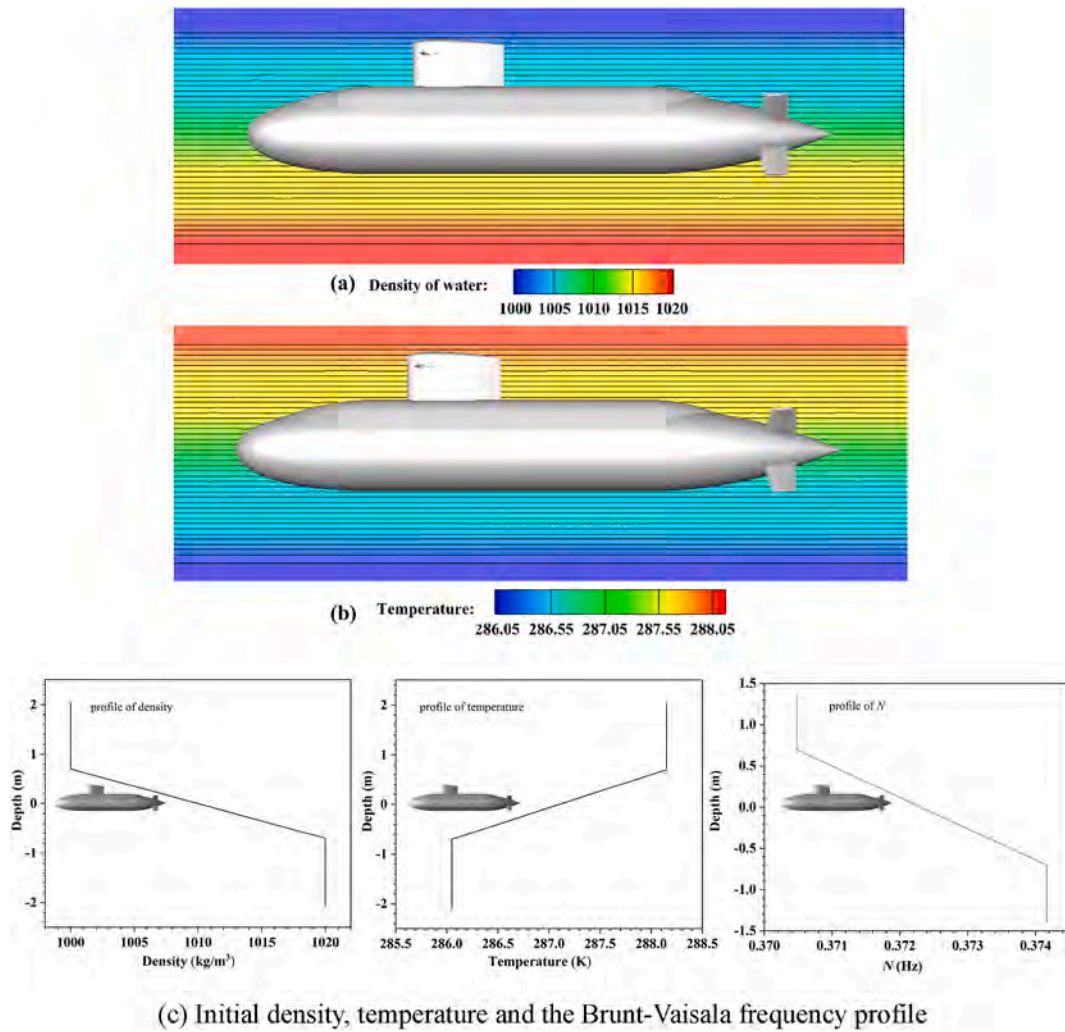 (a) Density of water:
1000 1005 1010 1015 1020
(b) Temperature:
286.05 286.55 287.05 287.55 288.05
profile of density
Depth (m)
2
1
0
-1
-2
1000 1005 1010 1015 1020
Density (kg/m³)
profile of temperature
Depth (m)
2
1
0
-1
-2
285.5 286.0 286.5 287.0 287.5 288.0 288.5
Temperature (K)
profile of N
Depth (m)
1.5
1.0
0.5
0.0
-0.5
-1.0
-1.5
0.370 0.371 0.372 0.373 0.374
N (Hz)
(c) Initial density, temperature and the Brunt-Vaisala frequency profile